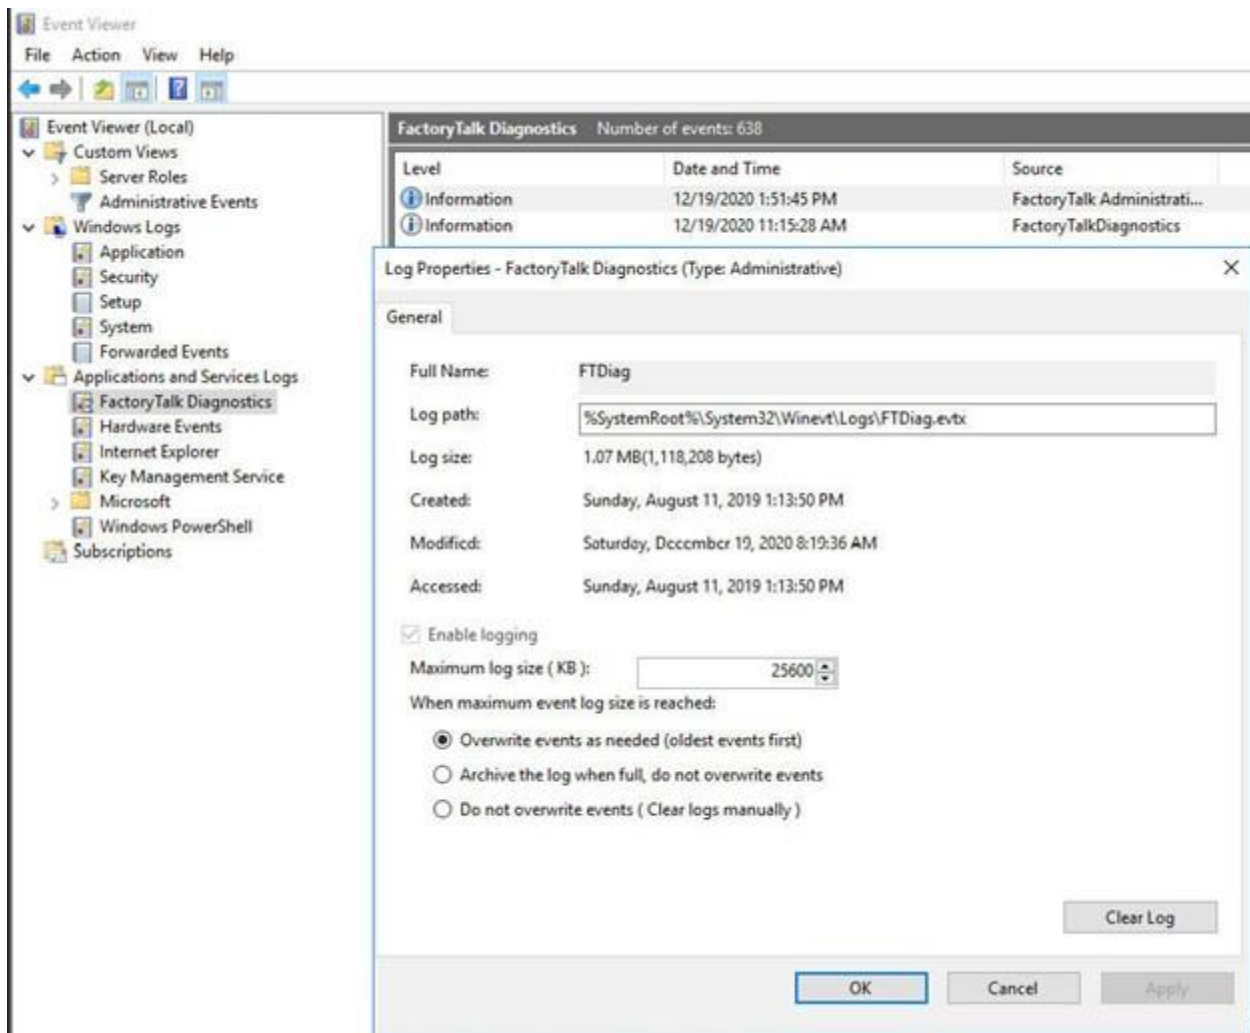 Event Viewer
File Action View Help
Event Viewer (Local)
Custom Views
Server Roles
Administrative Events
Windows Logs
Application
Security
Setup
System
Forwarded Events
Applications and Services Logs
FactoryTalk Diagnostics
Hardware Events
Internet Explorer
Key Management Service
Microsoft
Windows PowerShell
Subscriptions
FactoryTalk Diagnostics Number of events: 638
Level Date and Time Source
Information 12/19/2020 1:51:45 PM FactoryTalk Administrati...
Information 12/19/2020 11:15:28 AM FactoryTalkDiagnostics
Log Properties - FactoryTalk Diagnostics (Type: Administrative)
General
Full Name: FTDiag
Log path: %SystemRoot%\System32\Winevt\Logs\FTDiag.evtx
Log size: 1.07 MB(1,118,208 bytes)
Created: Sunday, August 11, 2019 1:13:50 PM
Modified: Saturday, December 19, 2020 8:19:36 AM
Accessed: Sunday, August 11, 2019 1:13:50 PM
Enable logging
Maximum log size ( KB ): 25600
When maximum event log size is reached:
Overwrite events as needed (oldest events first)
Archive the log when full, do not overwrite events
Do not overwrite events ( Clear logs manually )
Clear Log
OK Cancel Apply